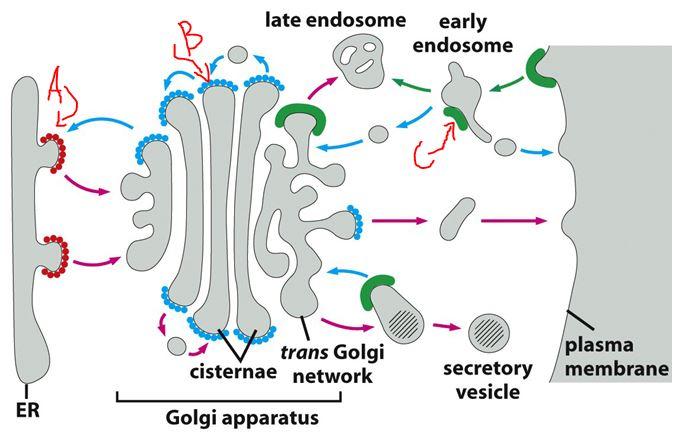 late endosome
early
endosome
B
A
C
cisternae
trans Golgi
network
secretory
vesicle
plasma
membrane
ER
Golgi apparatus